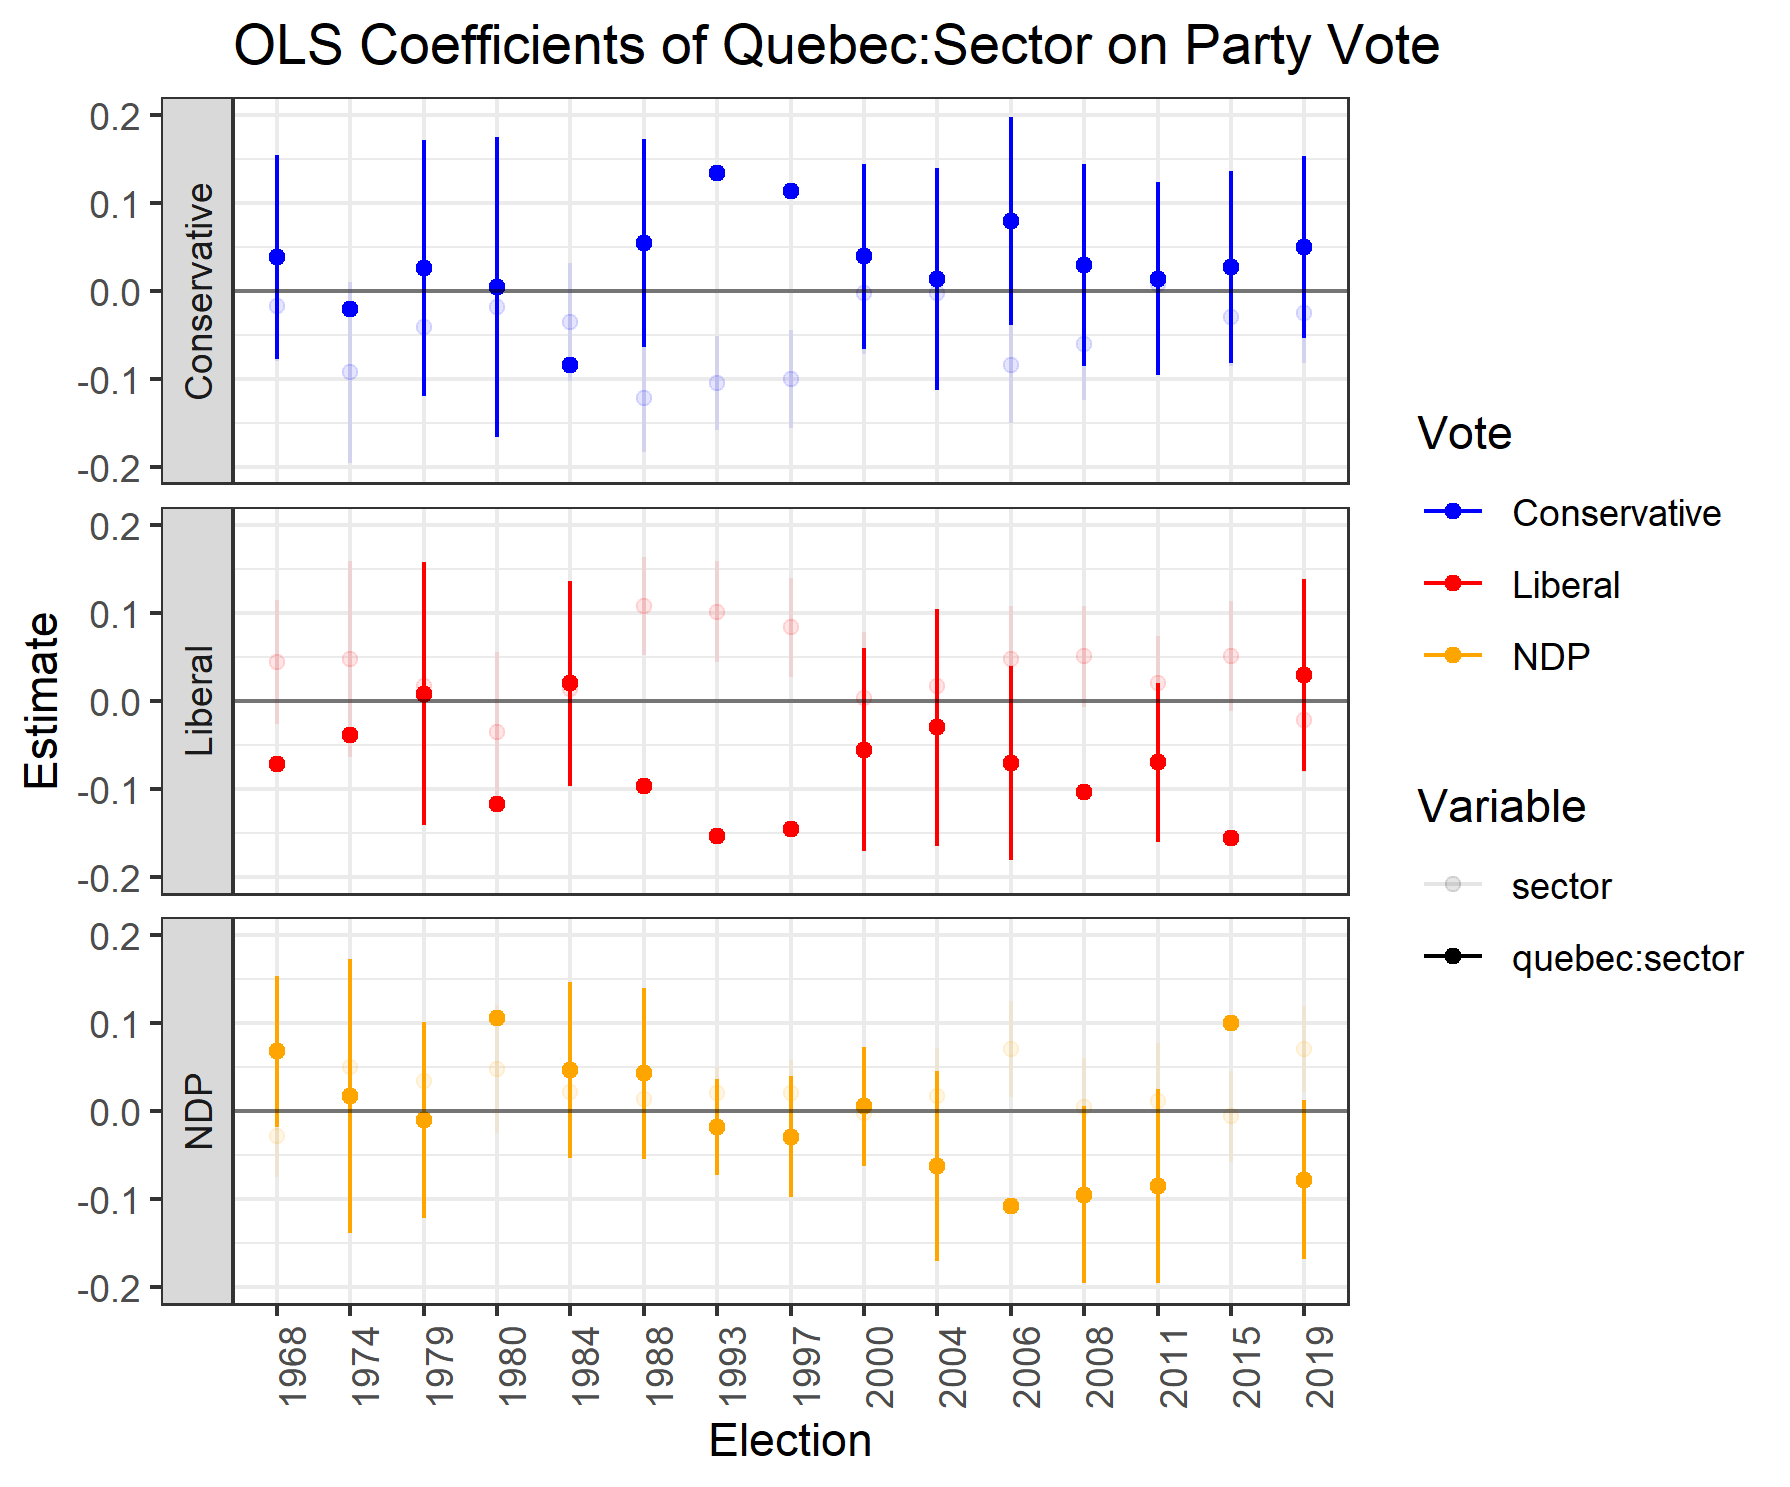 OLS Coefficients of Quebec:Sector on Party Vote
Estimate
Conservative
0.2
0.1
0.0
-0.1
-0.2
Liberal
0.2
0.1
0.0
-0.1
-0.2
NDP
0.2
0.1
0.0
-0.1
-0.2
1968 1974 1979 1980 1984 1988 1993 1997 2000 2004 2006 2008 2011 2015 2019
Election
Vote
Conservative
Liberal
NDP
Variable
sector
quebec:sector